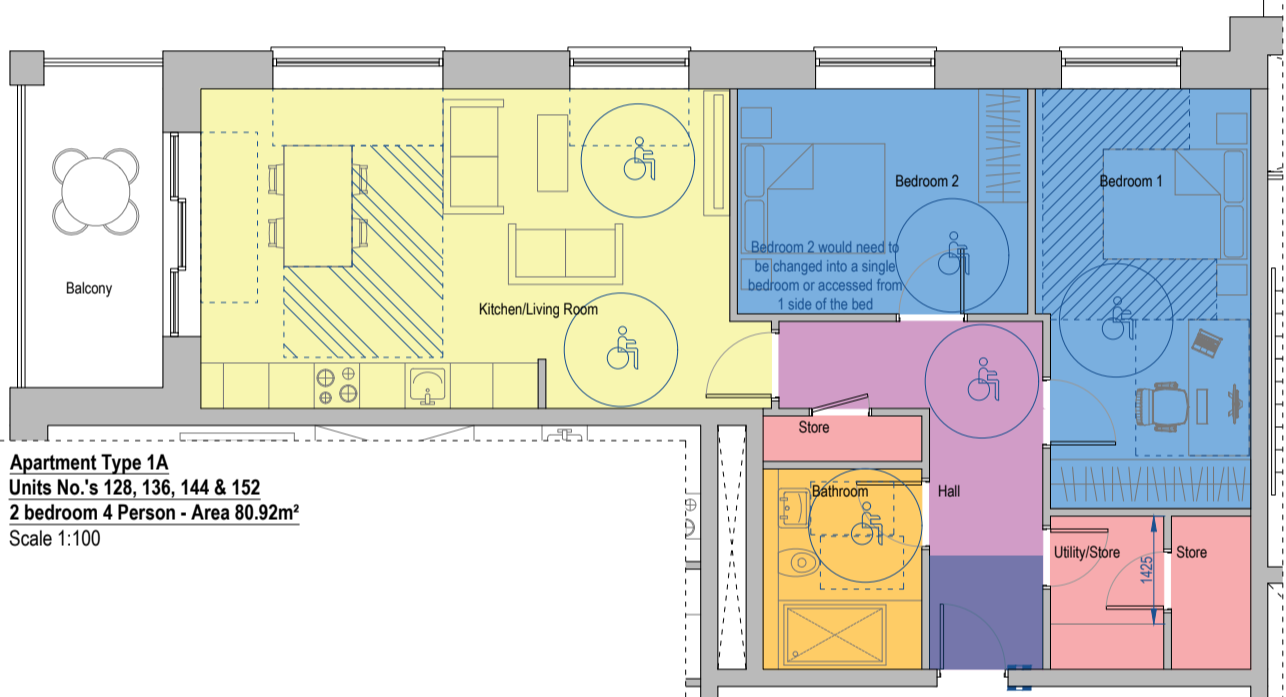 Bedroom 2
Bedroom 1
Bedroom 2 would need to
be changed into a single
bedroom or accessed from
1 side of the bed
Balcony
Kitchen/Living Room
Store
Apartment Type 1A
Units No.'s 128, 136, 144 & 152
2 bedroom 4 Person - Area 80.92m²
Scale 1:100
Bathroom
Hall
Utility/Store
1425
Store